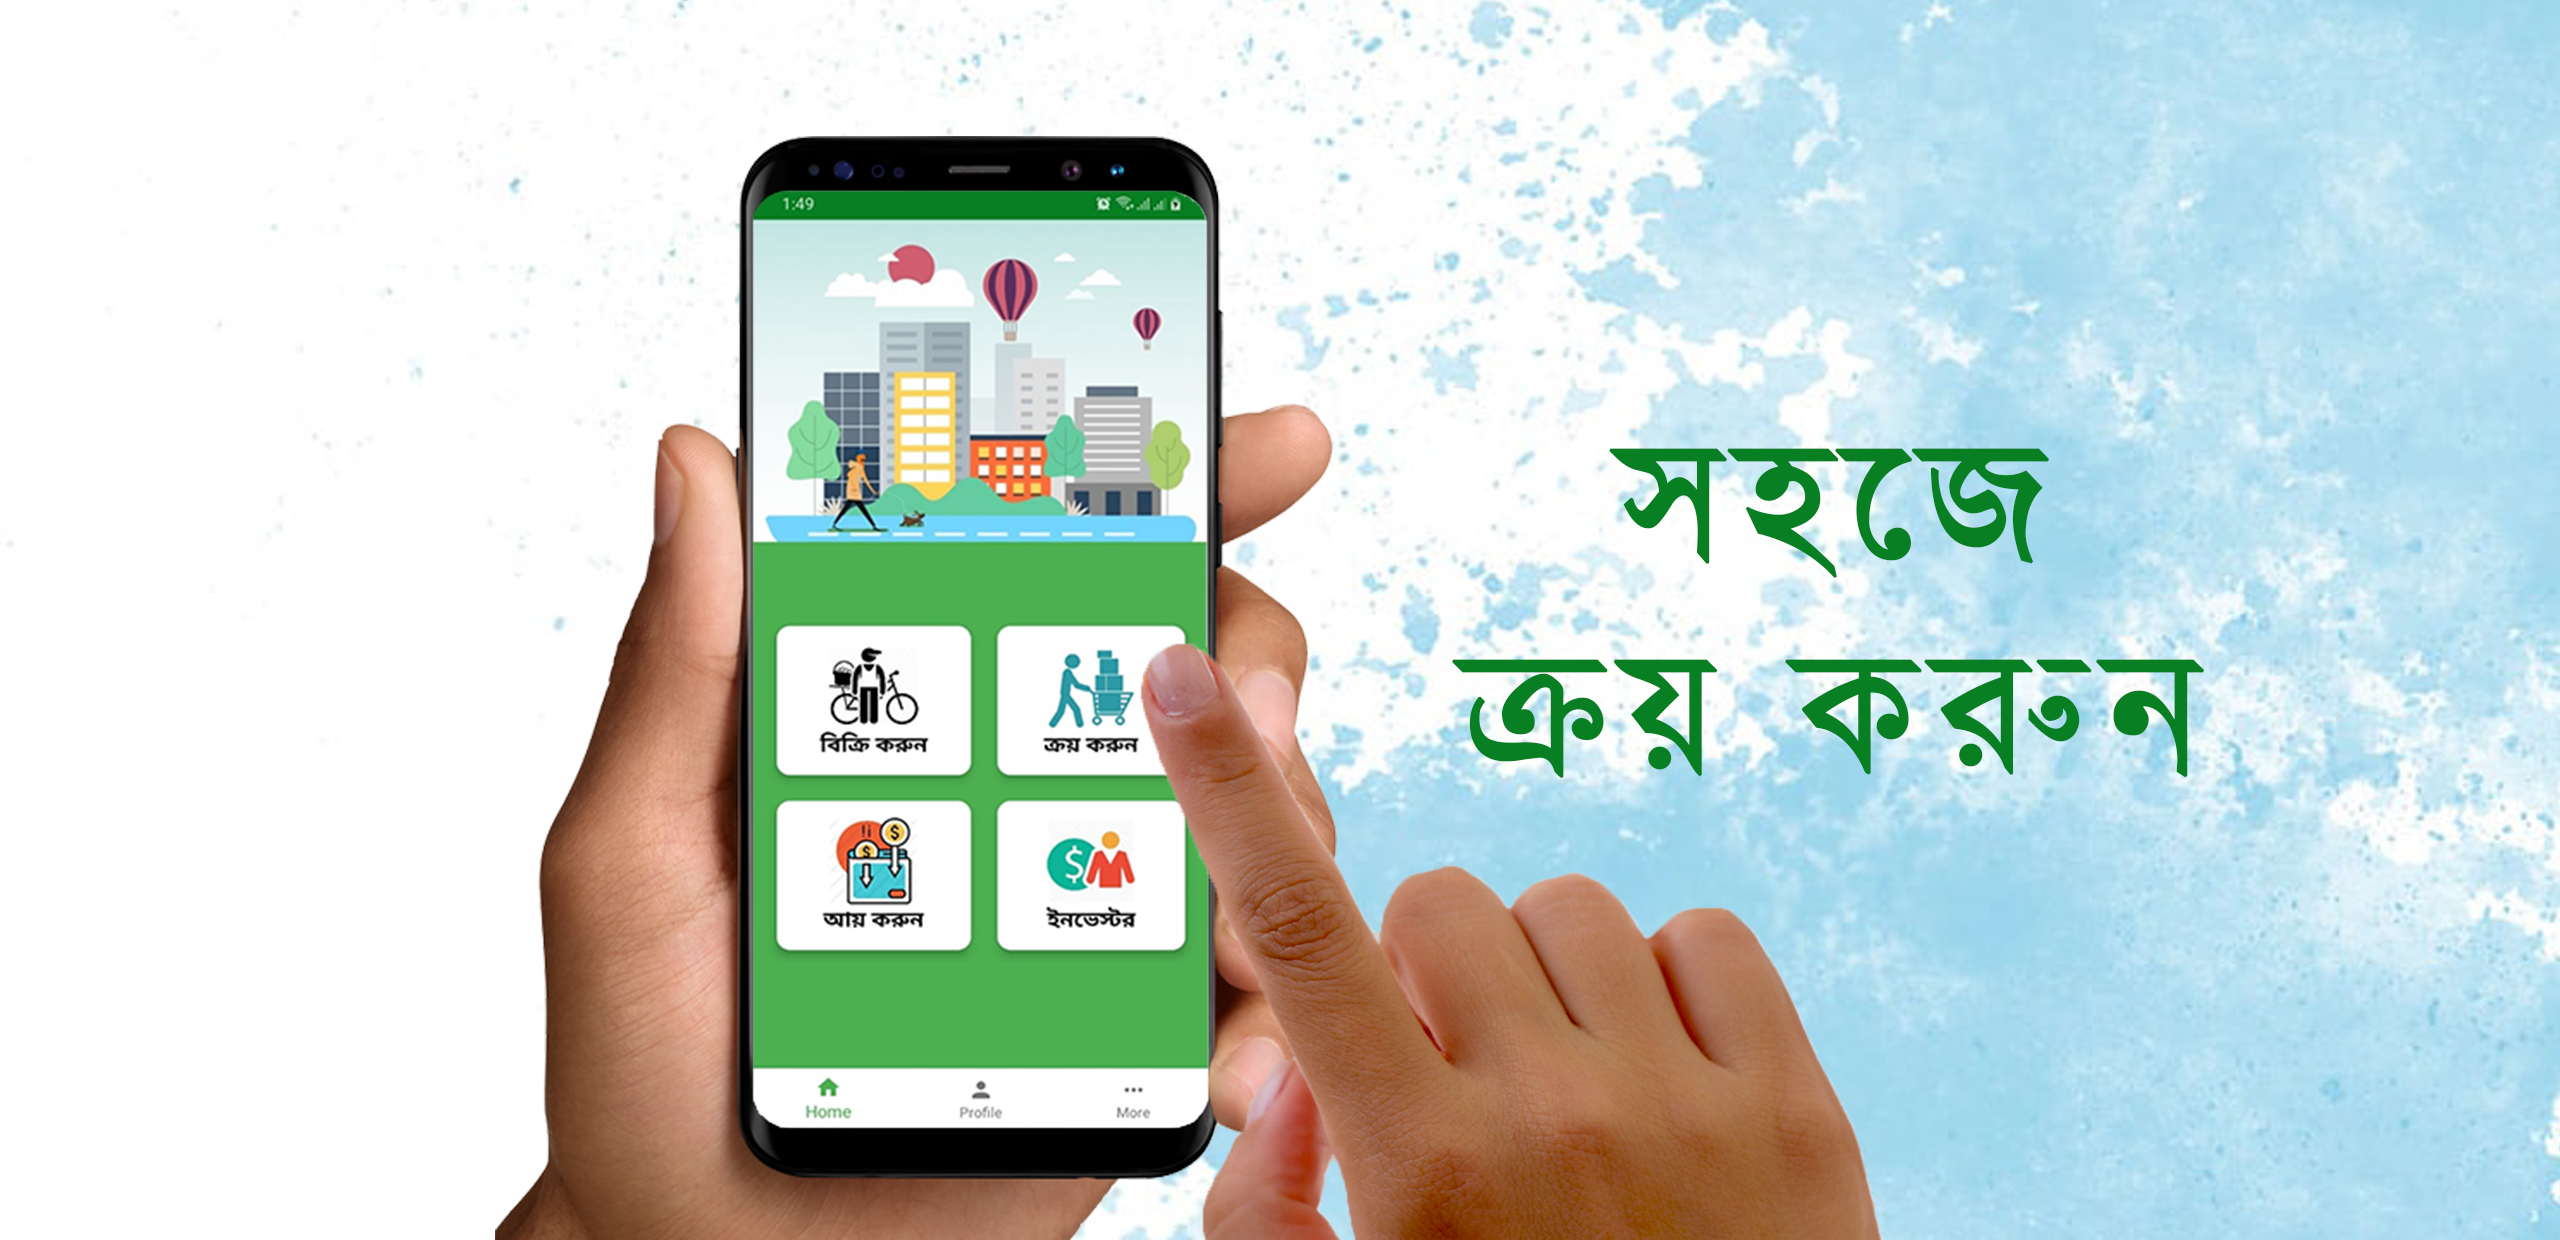 1:49
বিক্রি করুন
ক্রয় করুন
আয় করুন
ইনভেস্টর
Home
Profile
More
সহজে
ক্রয় করুন